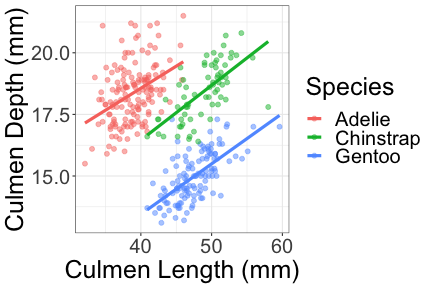 Culmen Depth (mm)
20.0
17.5
15.0
40
50
60
Culmen Length (mm)
Species
Adelie
Chinstrap
Gentoo